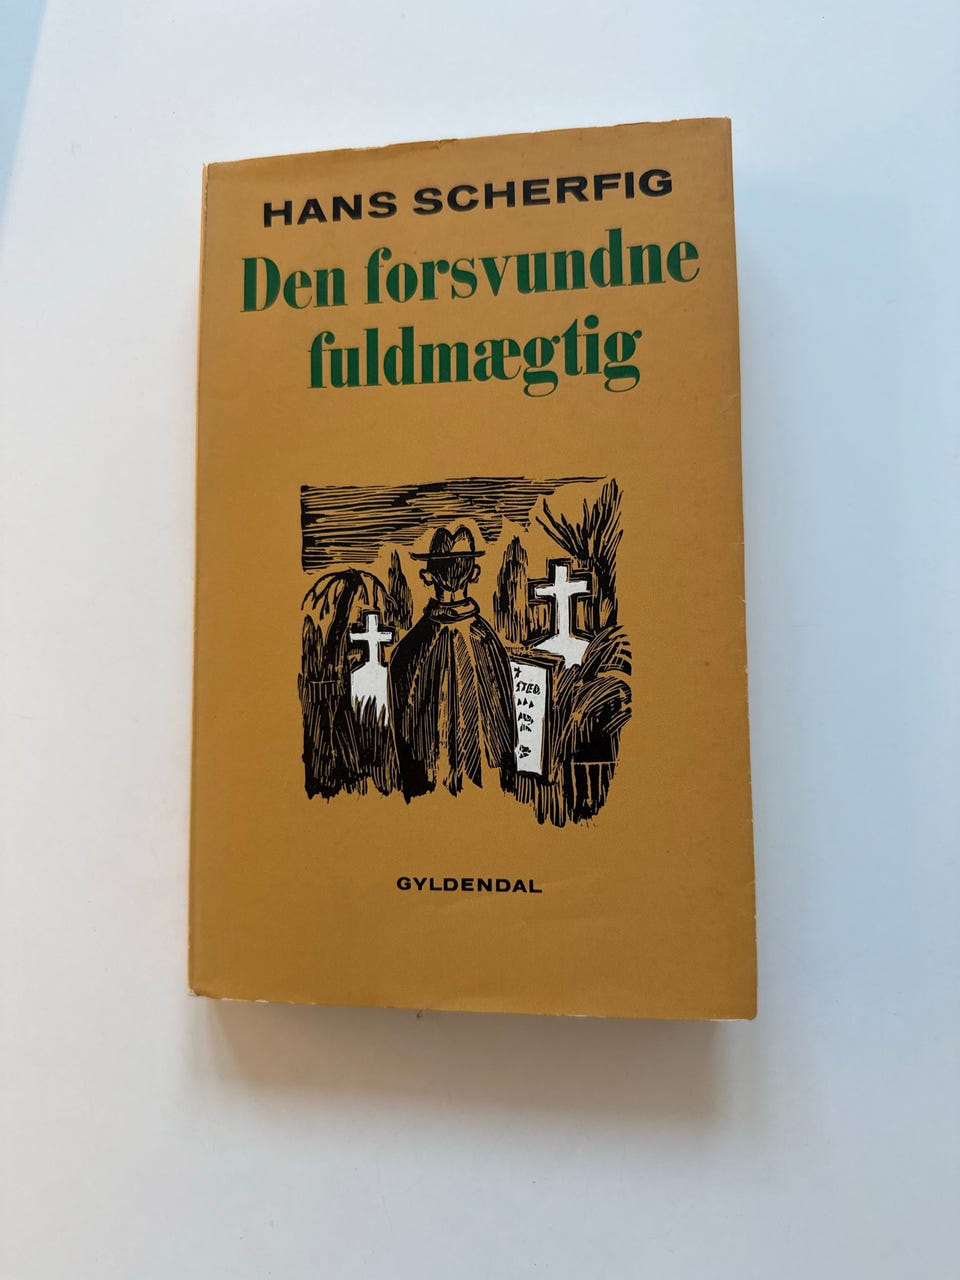 HANS SCHERFIG
Den forsvundne
fuldmægtig
GYLDENDAL